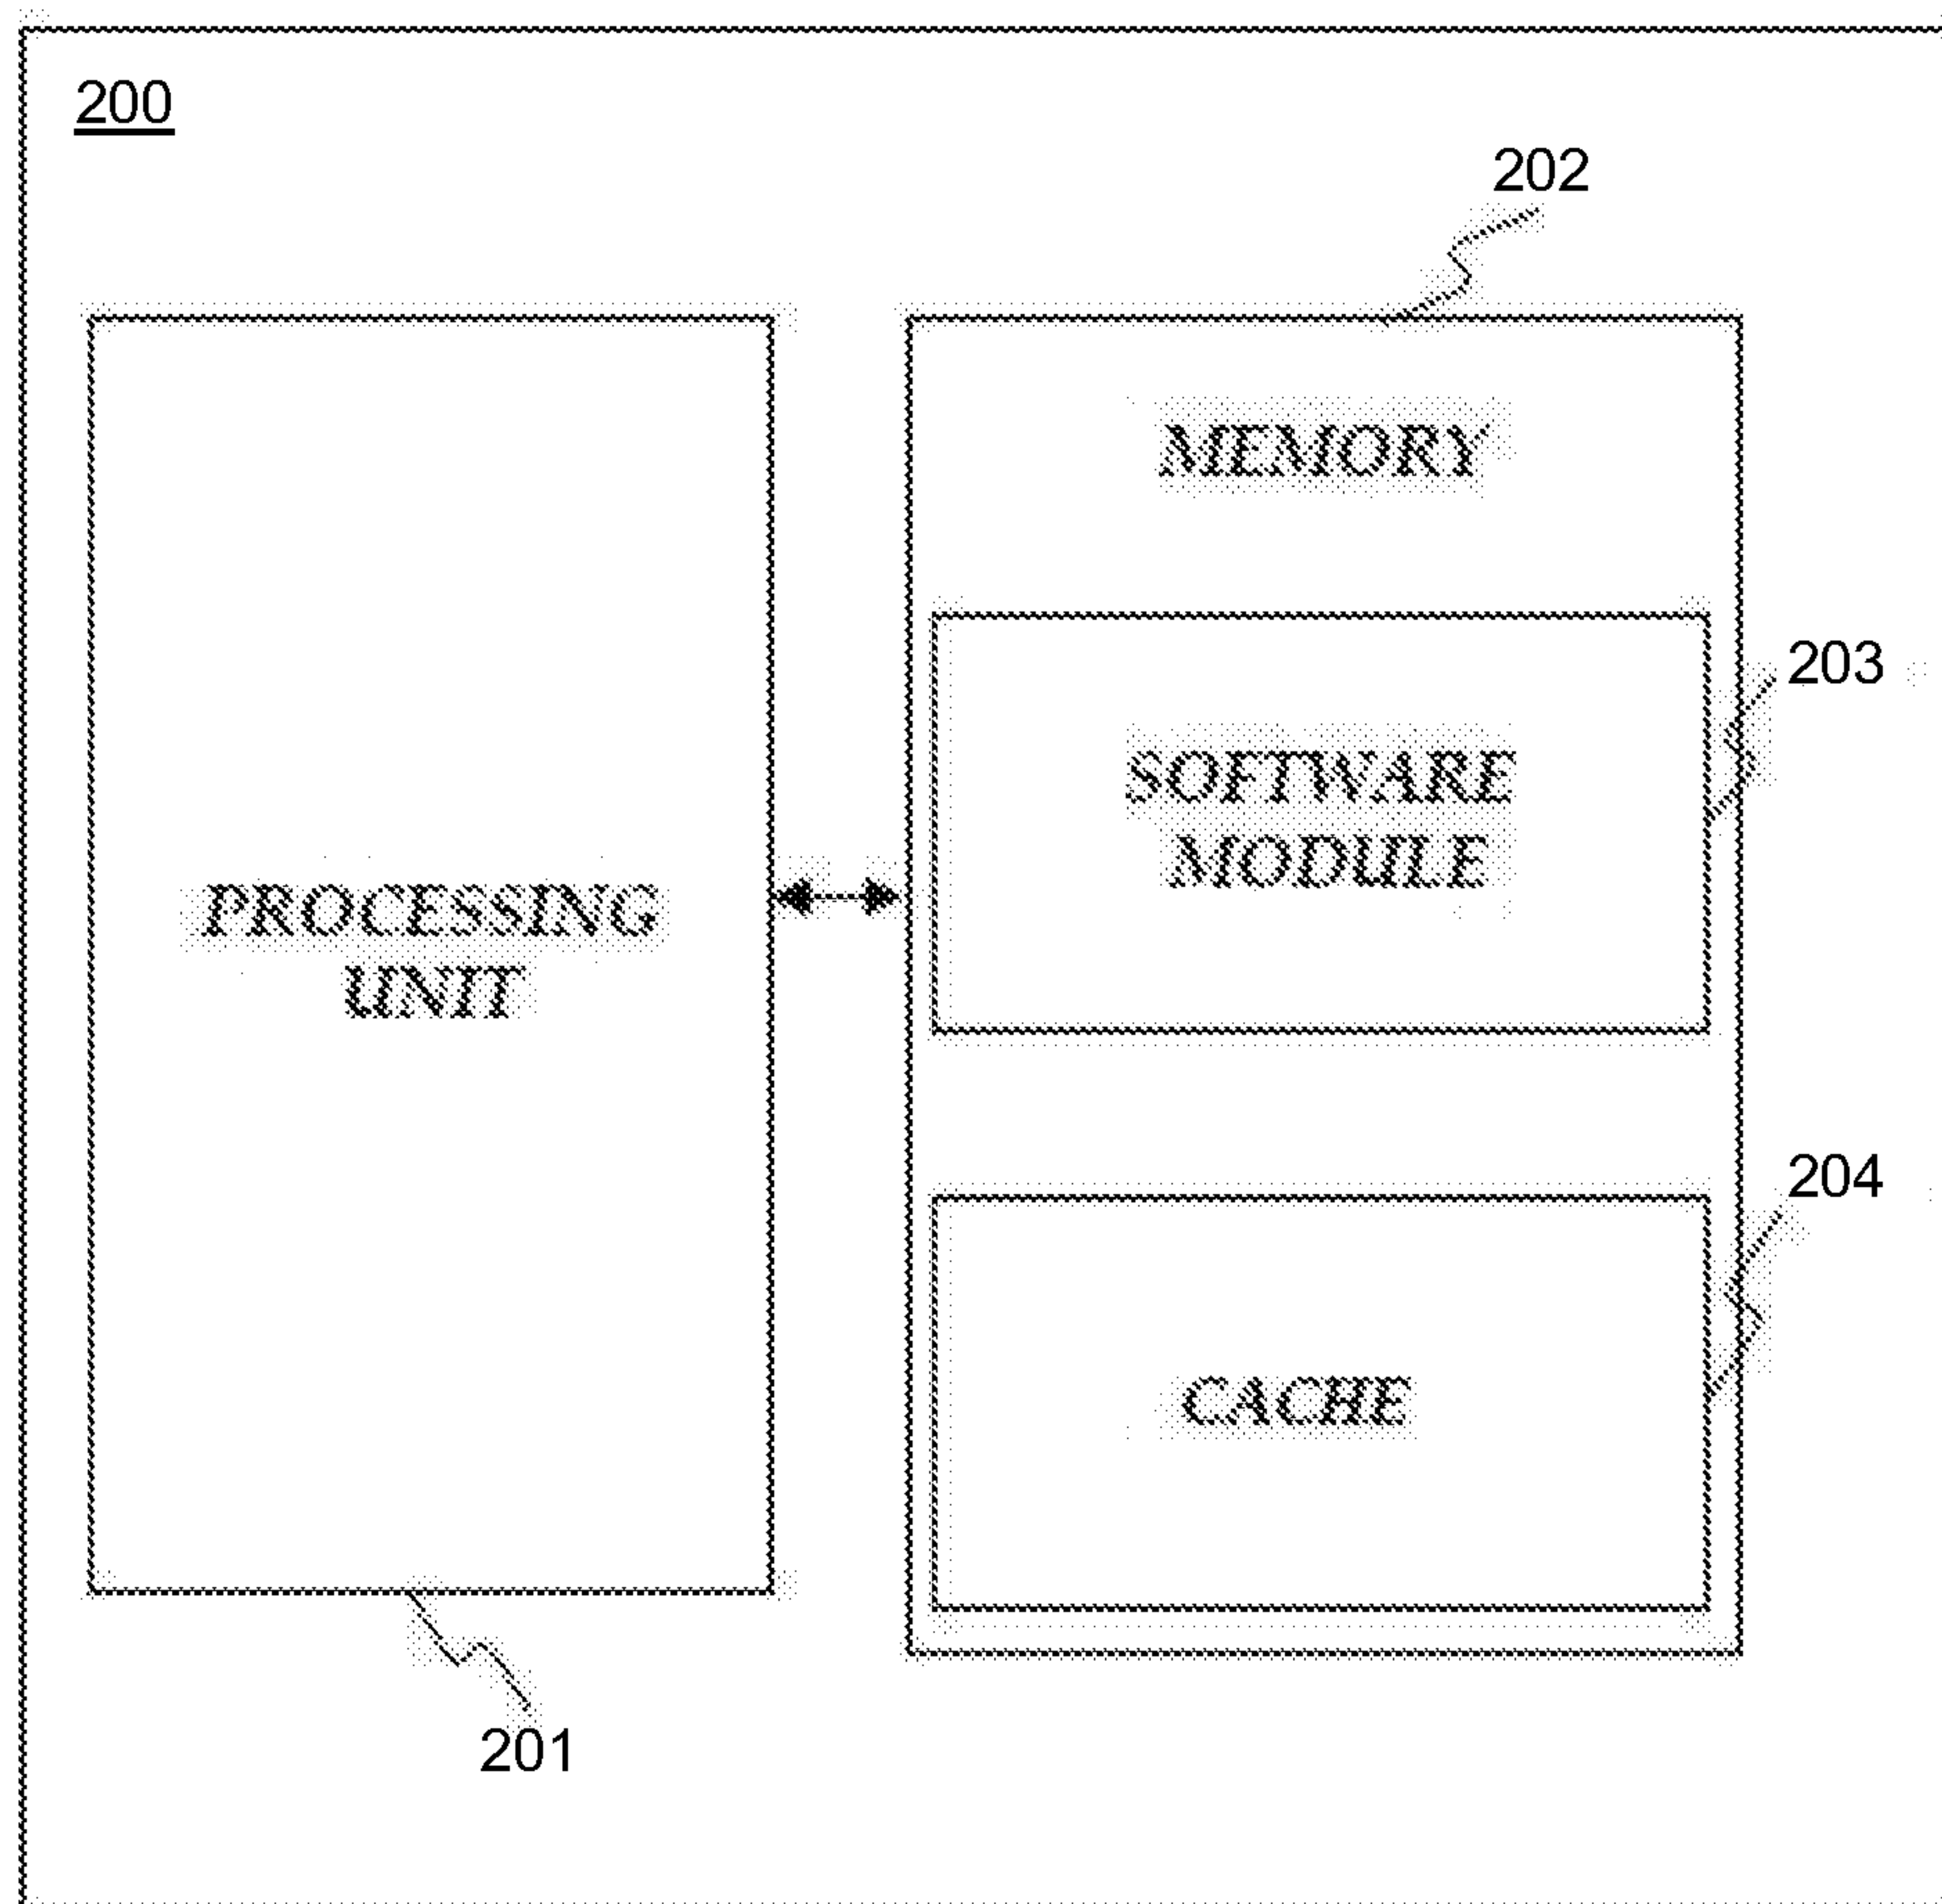 200
202
MEMORY
203
SOFTWARE
MODULE
PROCESSING
UNIT
204
CACHE
201